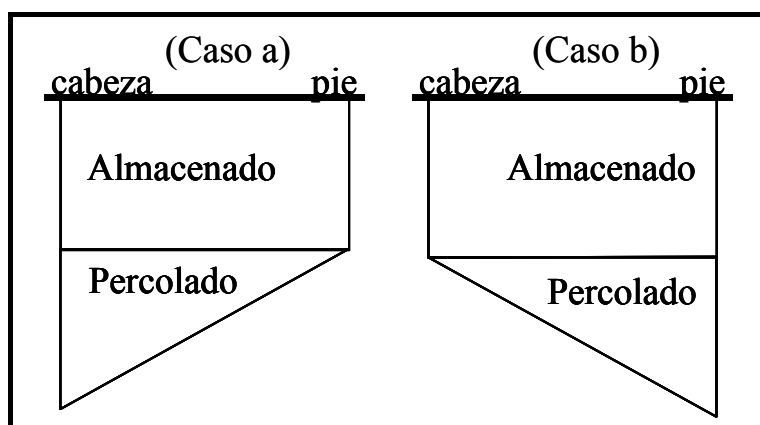 (Caso a) (Caso b)
cabeza pie cabeza pie
Almacenado Almacenado
Percolado Percolado